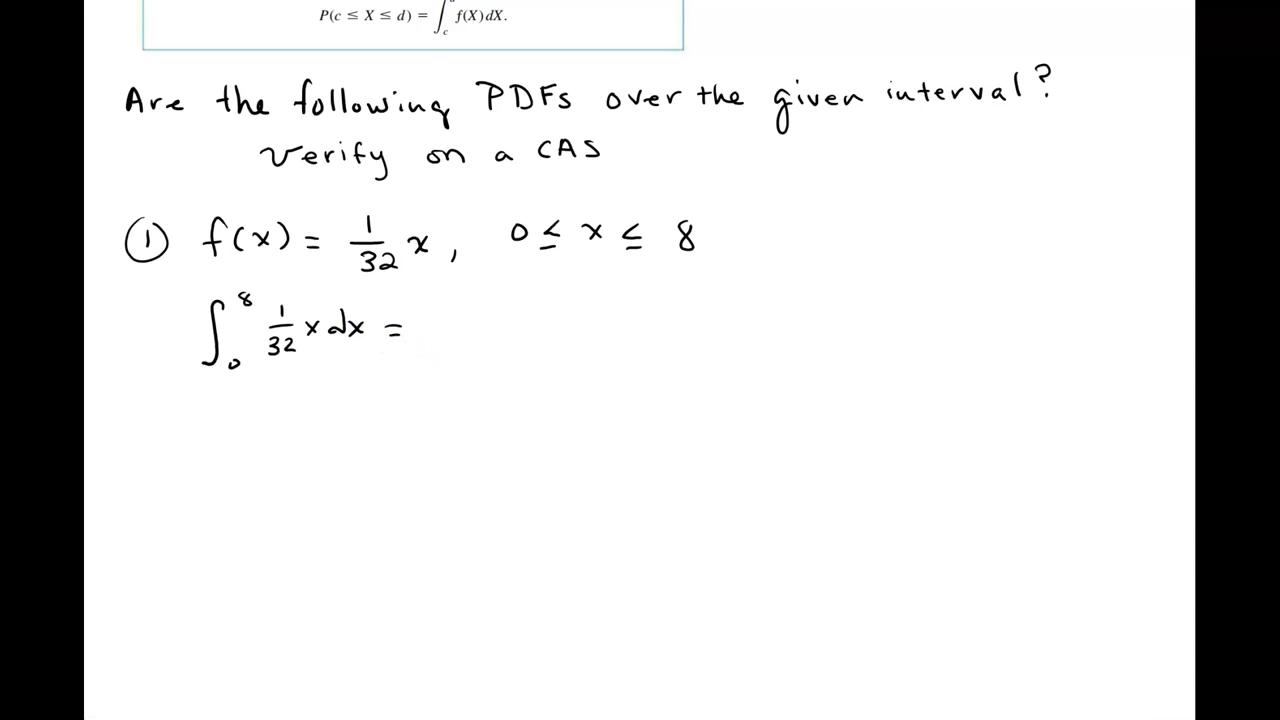 P(c ≤ X ≤ d) = ∫_c f(X)dX.
Are the following PDFs over the given interval?
Verify on a CAS
① f(x) = 1/32 x, 0 ≤ x ≤ 8
∫_0^8 1/32 x dx =